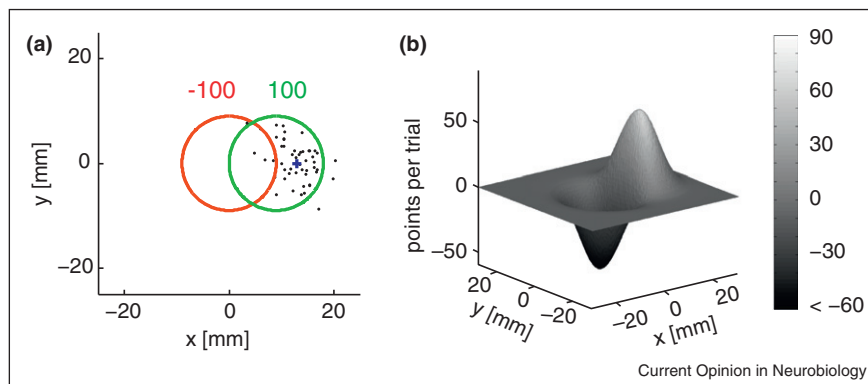 (a)
20
0
−20
y [mm]
-100 100
−20 0 20
x [mm]
(b)
points per trial
50
0
−50
20
0
−20
y [mm]
−20
0
20
x [mm]
90
60
30
0
−30
< −60
Current Opinion in Neurobiology